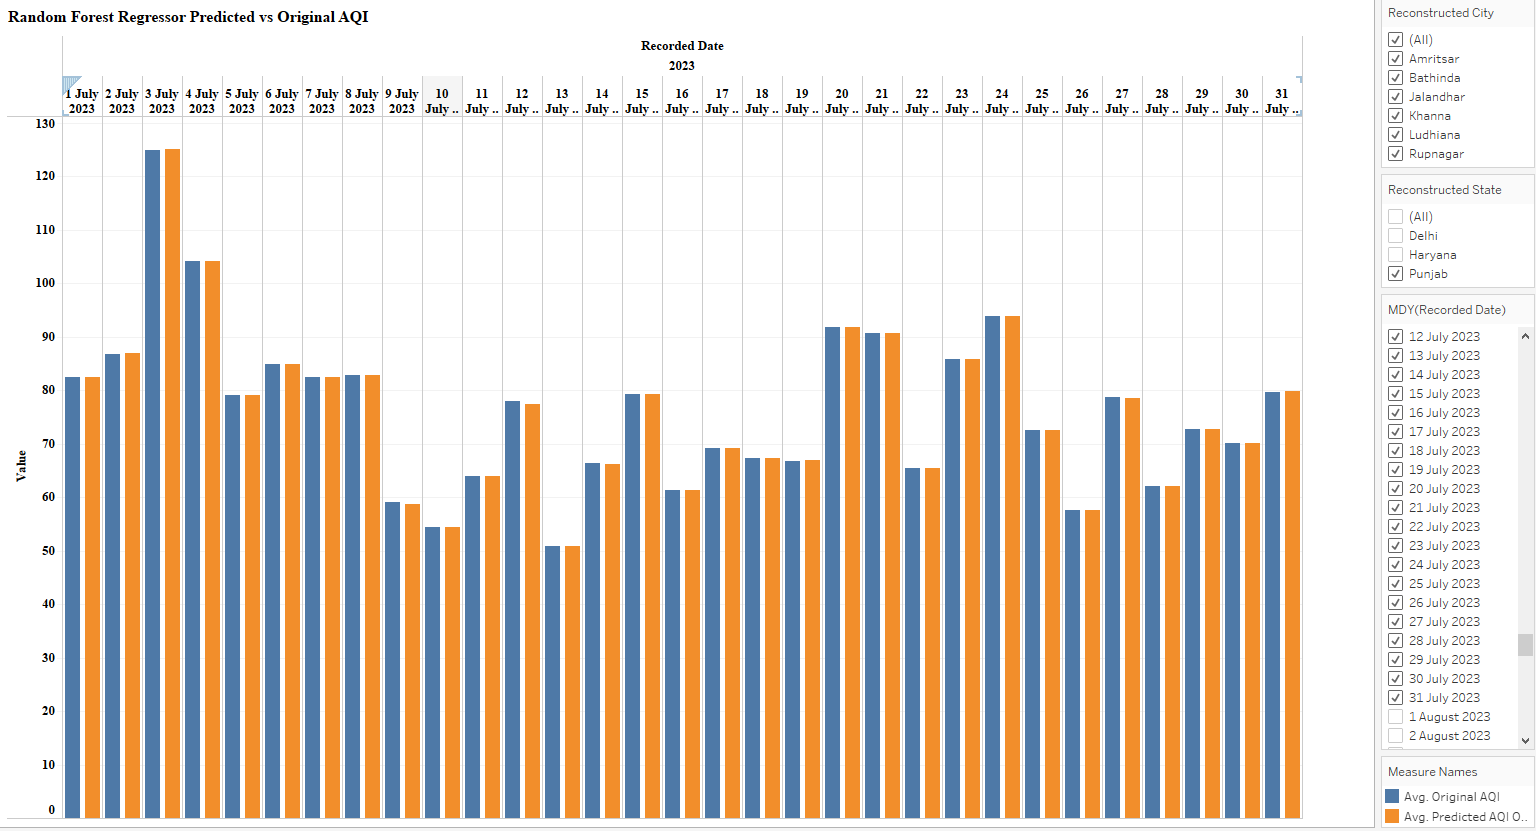 Random Forest Regressor Predicted vs Original AQI
Recorded Date
2023
1 July 2023
2 July 2023
3 July 2023
4 July 2023
5 July 2023
6 July 2023
7 July 2023
8 July 2023
9 July 2023
10 July ..
11 July ..
12 July ..
13 July ..
14 July ..
15 July ..
16 July ..
17 July ..
18 July ..
19 July ..
20 July ..
21 July ..
22 July ..
23 July ..
24 July ..
25 July ..
26 July ..
27 July ..
28 July ..
29 July ..
30 July ..
31 July ..
130
120
110
100
90
80
70
60
50
40
30
20
10
0
Value
Reconstructed City
(All)
Amritsar
Bathinda
Jalandhar
Khanna
Ludhiana
Rupnagar
Reconstructed State
(All)
Delhi
Haryana
Punjab
MDY(Recorded Date)
12 July 2023
13 July 2023
14 July 2023
15 July 2023
16 July 2023
17 July 2023
18 July 2023
19 July 2023
20 July 2023
21 July 2023
22 July 2023
23 July 2023
24 July 2023
25 July 2023
26 July 2023
27 July 2023
28 July 2023
29 July 2023
30 July 2023
31 July 2023
1 August 2023
2 August 2023
Measure Names
Avg. Original AQI
Avg. Predicted AQI O..